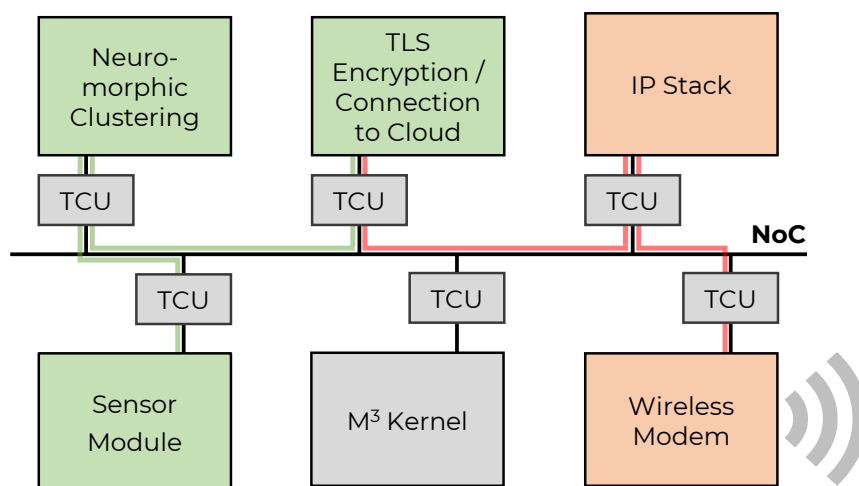 Neuro-
morphic
Clustering
TLS
Encryption /
Connection
to Cloud
IP Stack
TCU
TCU
TCU
NoC
TCU
TCU
TCU
Sensor
Module
M³ Kernel
Wireless
Modem